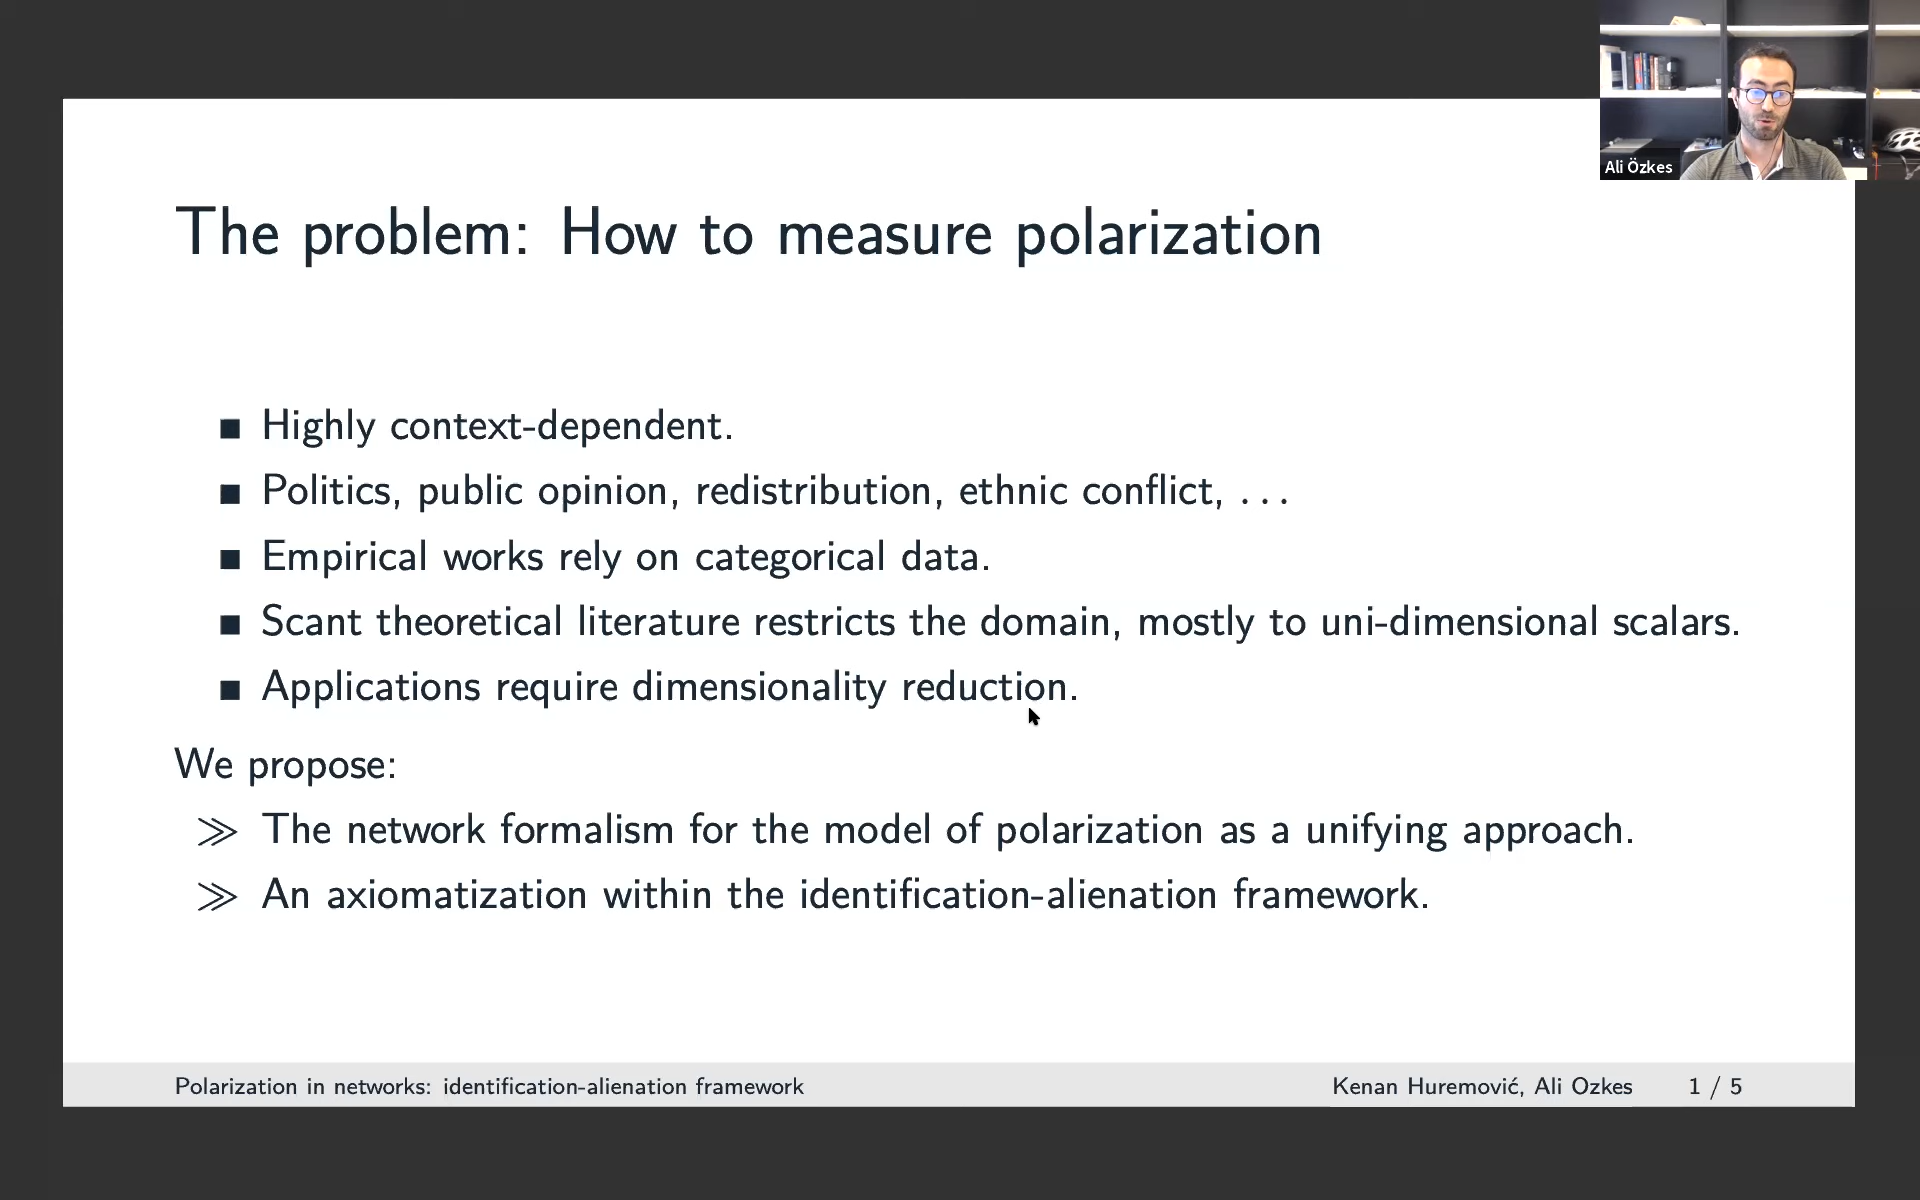 Ali Özkes
The problem: How to measure polarization
■ Highly context-dependent.
■ Politics, public opinion, redistribution, ethnic conflict, . . .
■ Empirical works rely on categorical data.
■ Scant theoretical literature restricts the domain, mostly to uni-dimensional scalars.
■ Applications require dimensionality reduction.
We propose:
≫ The network formalism for the model of polarization as a unifying approach.
≫ An axiomatization within the identification-alienation framework.
Polarization in networks: identification-alienation framework Kenan Huremović, Ali Ozkes 1 / 5